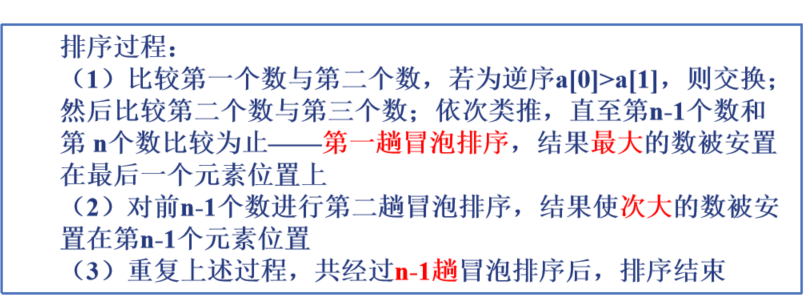 排序过程：
（1）比较第一个数与第二个数，若为逆序a[0]>a[1]，则交换；
然后比较第二个数与第三个数；依次类推，直至第n-1个数和
第 n个数比较为止——第一趟冒泡排序，结果最大的数被安置
在最后一个元素位置上
（2）对前n-1个数进行第二趟冒泡排序，结果使次大的数被安
置在第n-1个元素位置
（3）重复上述过程，共经过n-1趟冒泡排序后，排序结束